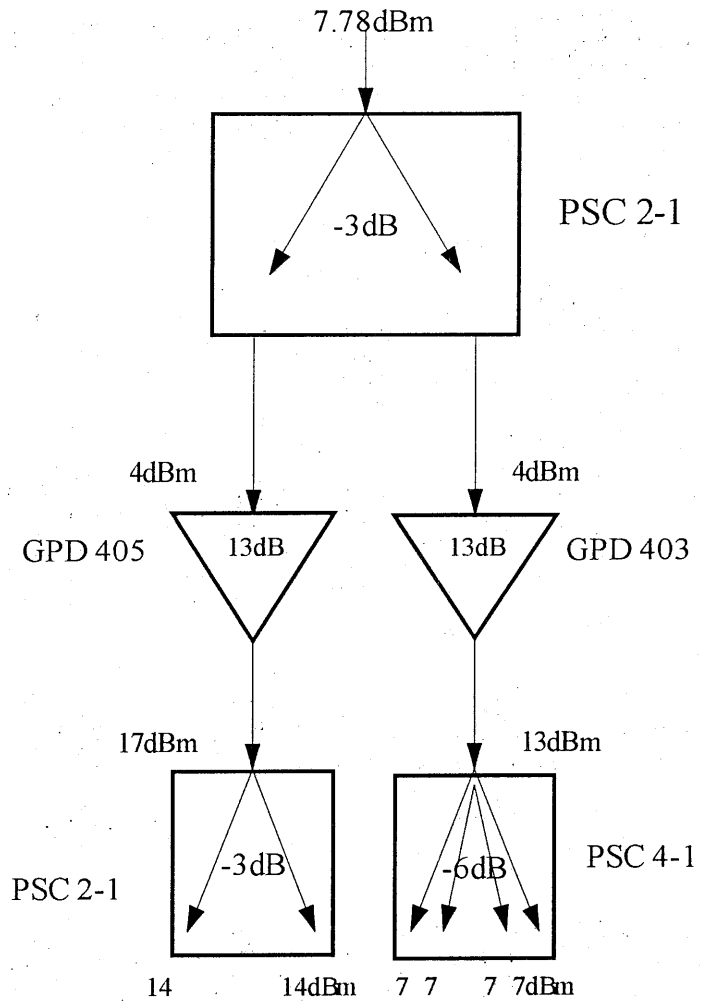 7.78dBm
-3dB
PSC 2-1
4dBm
4dBm
GPD 405
13dB
13dB
GPD 403
17dBm
13dBm
PSC 2-1
-3dB
-6dB
PSC 4-1
14
14dBm
7 7 7 7dBm